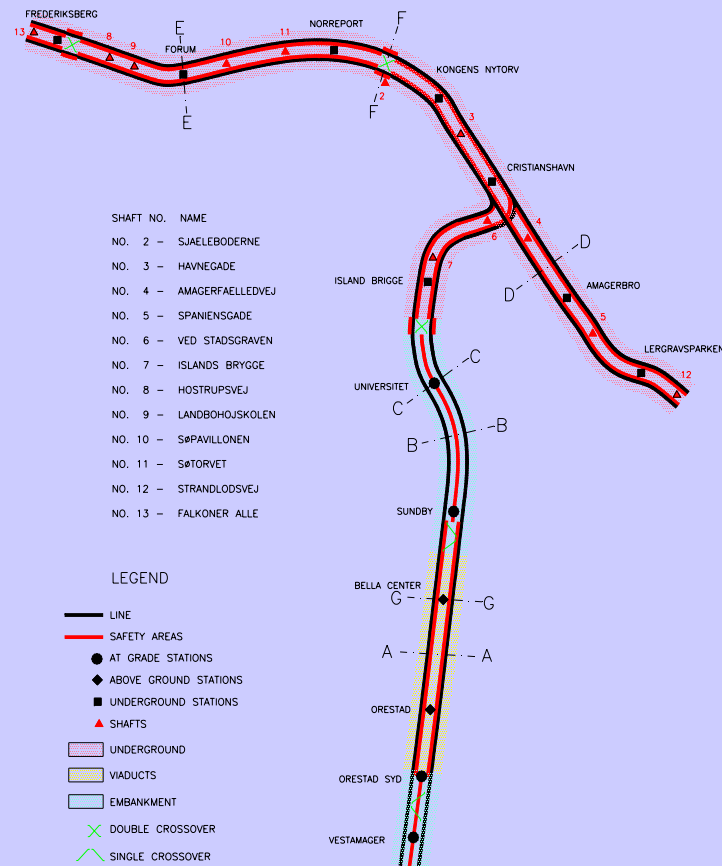 FREDERIKSBERG
13
8
9
FORUM
E
E
10
11
NORREPORT
F
F
2
KONGENS NYTORV
3
CRISTIANSHAVN
4
6
7
D
D
ISLAND BRIGGE
AMAGERBRO
5
LERGRAVSPARKEN
12
SHAFT NO. NAME
NO. 2 – SJAELEBODERNE
NO. 3 – HAVNEGADE
NO. 4 – AMAGERFAELLEDVEJ
NO. 5 – SPANIENSGADE
NO. 6 – VED STADSGRAVEN
NO. 7 – ISLANDS BRYGGE
NO. 8 – HOSTRUPSVEJ
NO. 9 – LANDBOHOJSKOLEN
NO. 10 – SØPAVILLONEN
NO. 11 – SØTORVET
NO. 12 – STRANDLODSVEJ
NO. 13 – FALKONER ALLE
UNIVERSITET
C
C
B
B
SUNDBY
BELLA CENTER
G
G
A
A
ORESTAD
ORESTAD SYD
VESTAMAGER
LEGEND
LINE
SAFETY AREAS
AT GRADE STATIONS
ABOVE GROUND STATIONS
UNDERGROUND STATIONS
SHAFTS
UNDERGROUND
VIADUCTS
EMBANKMENT
DOUBLE CROSSOVER
SINGLE CROSSOVER